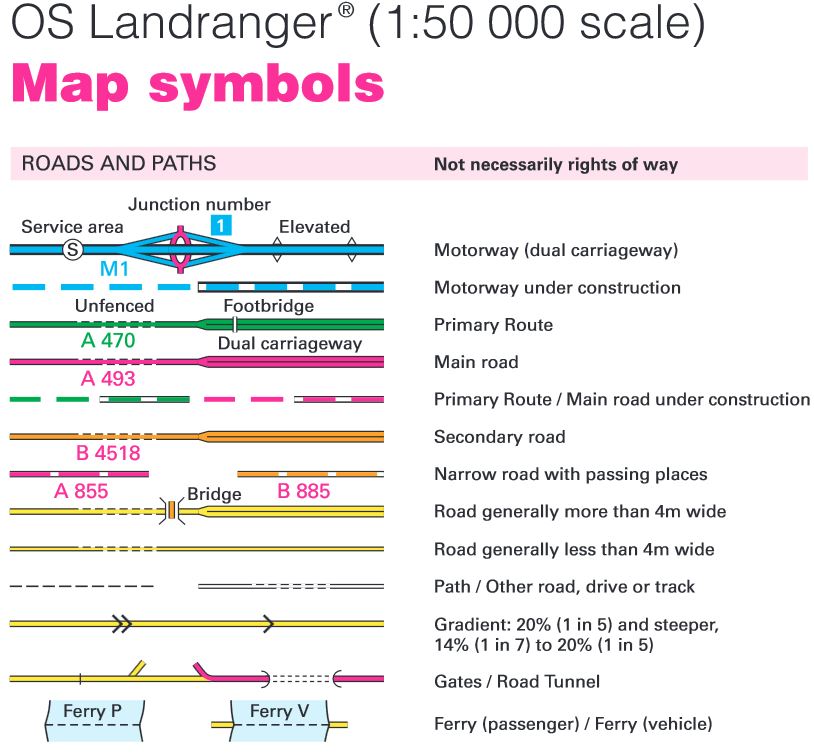 OS Landranger® (1:50 000 scale)
Map symbols
ROADS AND PATHS
Not necessarily rights of way
Junction number
Service area
1
Elevated
S
M1
Motorway (dual carriageway)
Motorway under construction
Unfenced
Footbridge
A 470
Primary Route
Dual carriageway
A 493
Main road
Primary Route / Main road under construction
B 4518
Secondary road
A 855
B 885
Narrow road with passing places
Bridge
Road generally more than 4m wide
Road generally less than 4m wide
Path / Other road, drive or track
Gradient: 20% (1 in 5) and steeper,
14% (1 in 7) to 20% (1 in 5)
Gates / Road Tunnel
Ferry P
Ferry V
Ferry (passenger) / Ferry (vehicle)